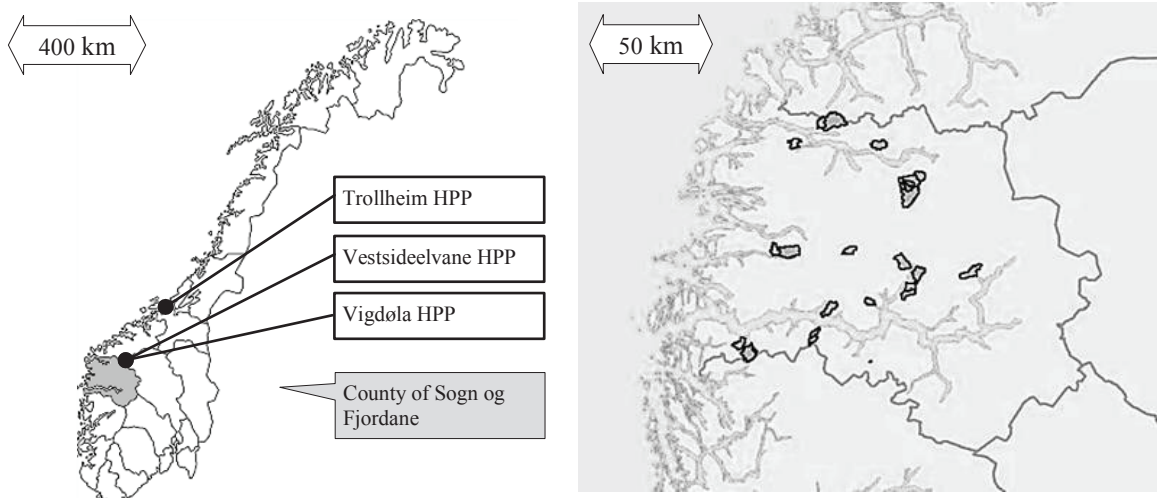 400 km
Trollheim HPP
Vestsideelvane HPP
Vigdøla HPP
County of Sogn og
Fjordane
50 km